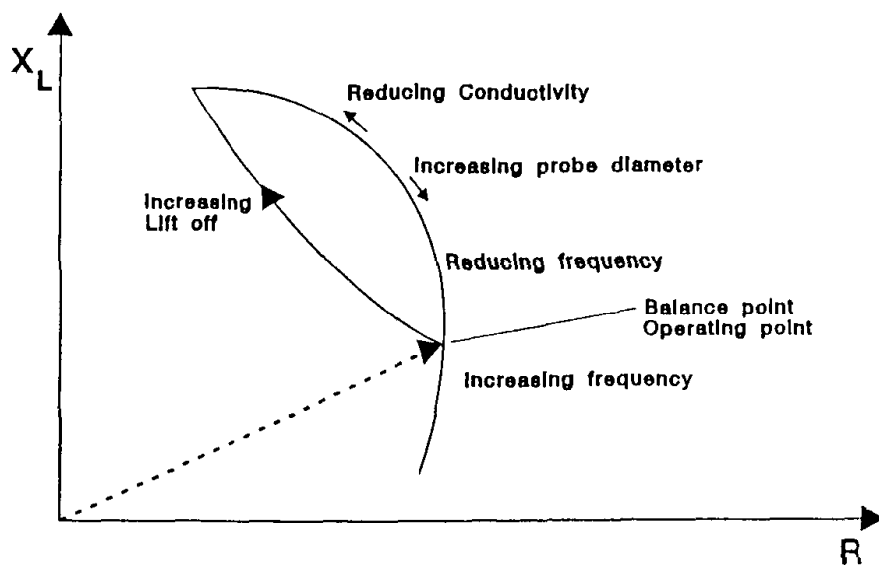 X_L
Reducing Conductivity
Increasing probe diameter
Increasing
Lift off
Reducing frequency
Balance point
Operating point
Increasing frequency
R